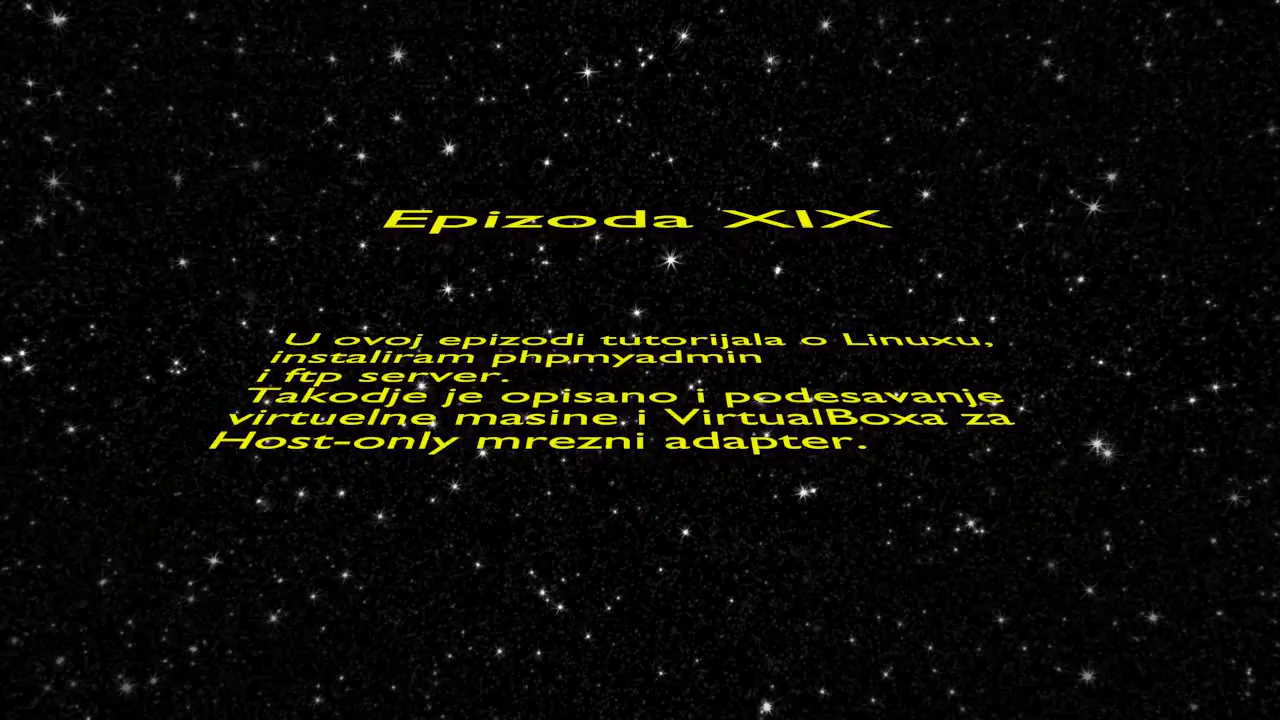 Epizoda XIX
U ovoj epizodi tutorijala o Linuxu,
instaliram phpmyadmin
i ftp server.
Takodje je opisano i podesavanje
virtuelne masine i VirtualBoxa za
Host-only mrezni adapter.